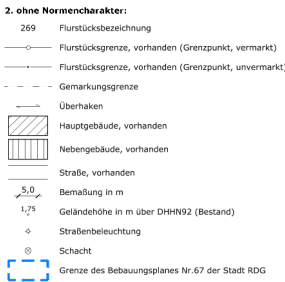 2. ohne Normencharakter:
269 Flurstücksbezeichnung
Flurstücksgrenze, vorhanden (Grenzpunkt, vermarkt)
Flurstücksgrenze, vorhanden (Grenzpunkt, unvermarkt)
Gemarkungsgrenze
Überhaken
Hauptgebäude, vorhanden
Nebengebäude, vorhanden
Straße, vorhanden
5,0 Bemaßung in m
1,75 Geländehöhe in m über DHHN92 (Bestand)
Straßenbeleuchtung
Schacht
Grenze des Bebauungsplanes Nr.67 der Stadt RDG